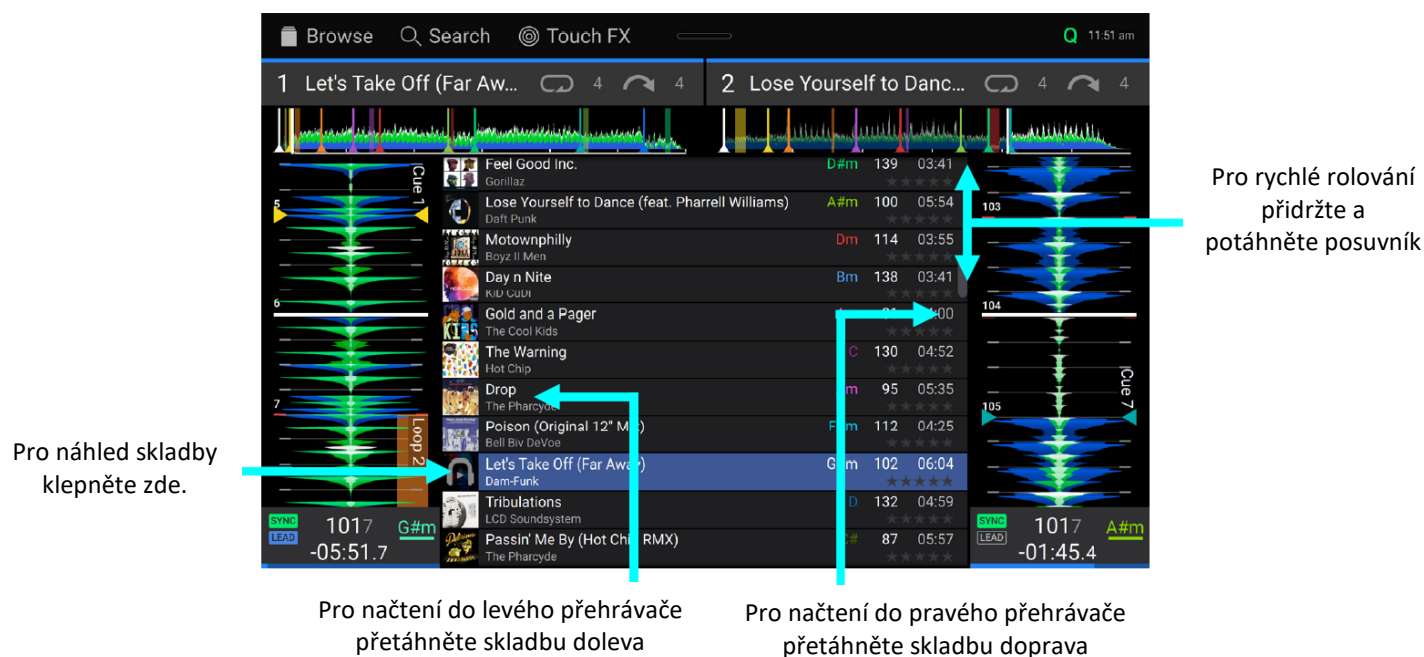 Browse Search Touch FX Q 11:51 am
1 Let's Take Off (Far Aw... 4 4
2 Lose Yourself to Danc... 4 4
Cue 1
5
6
7
Loop 2
Feel Good Inc. D#m 139 03:41
Gorillaz
Lose Yourself to Dance (feat. Pharrell Williams) A#m 100 05:54
Daft Punk
Motownphilly Dm 114 03:55
Boyz II Men
Day n Nite Bm 138 03:41
KiD CuDi
Gold and a Pager :00
The Cool Kids
The Warning C 130 04:52
Hot Chip
Drop m 95 05:35
The Pharcyde
Poison (Original 12" M F m 112 04:25
Bell Biv DeVoe
Let's Take Off (Far Away) G m 102 06:04
Dam-Funk
Tribulations D 132 04:59
LCD Soundsystem
Passin' Me By (Hot Chi RMX) C# 87 05:57
The Pharcyde
103
104
105
Cue 7
SYNC
LEAD
1017 G#m
-05:51.7
SYNC
LEAD
1017 A#m
-01:45.4
Pro rychlé rolování
přidržte a
potáhněte posuvník
Pro náhled skladby
klepněte zde.
Pro načtení do levého přehrávače
přetáhněte skladbu doleva
Pro načtení do pravého přehrávače
přetáhněte skladbu doprava